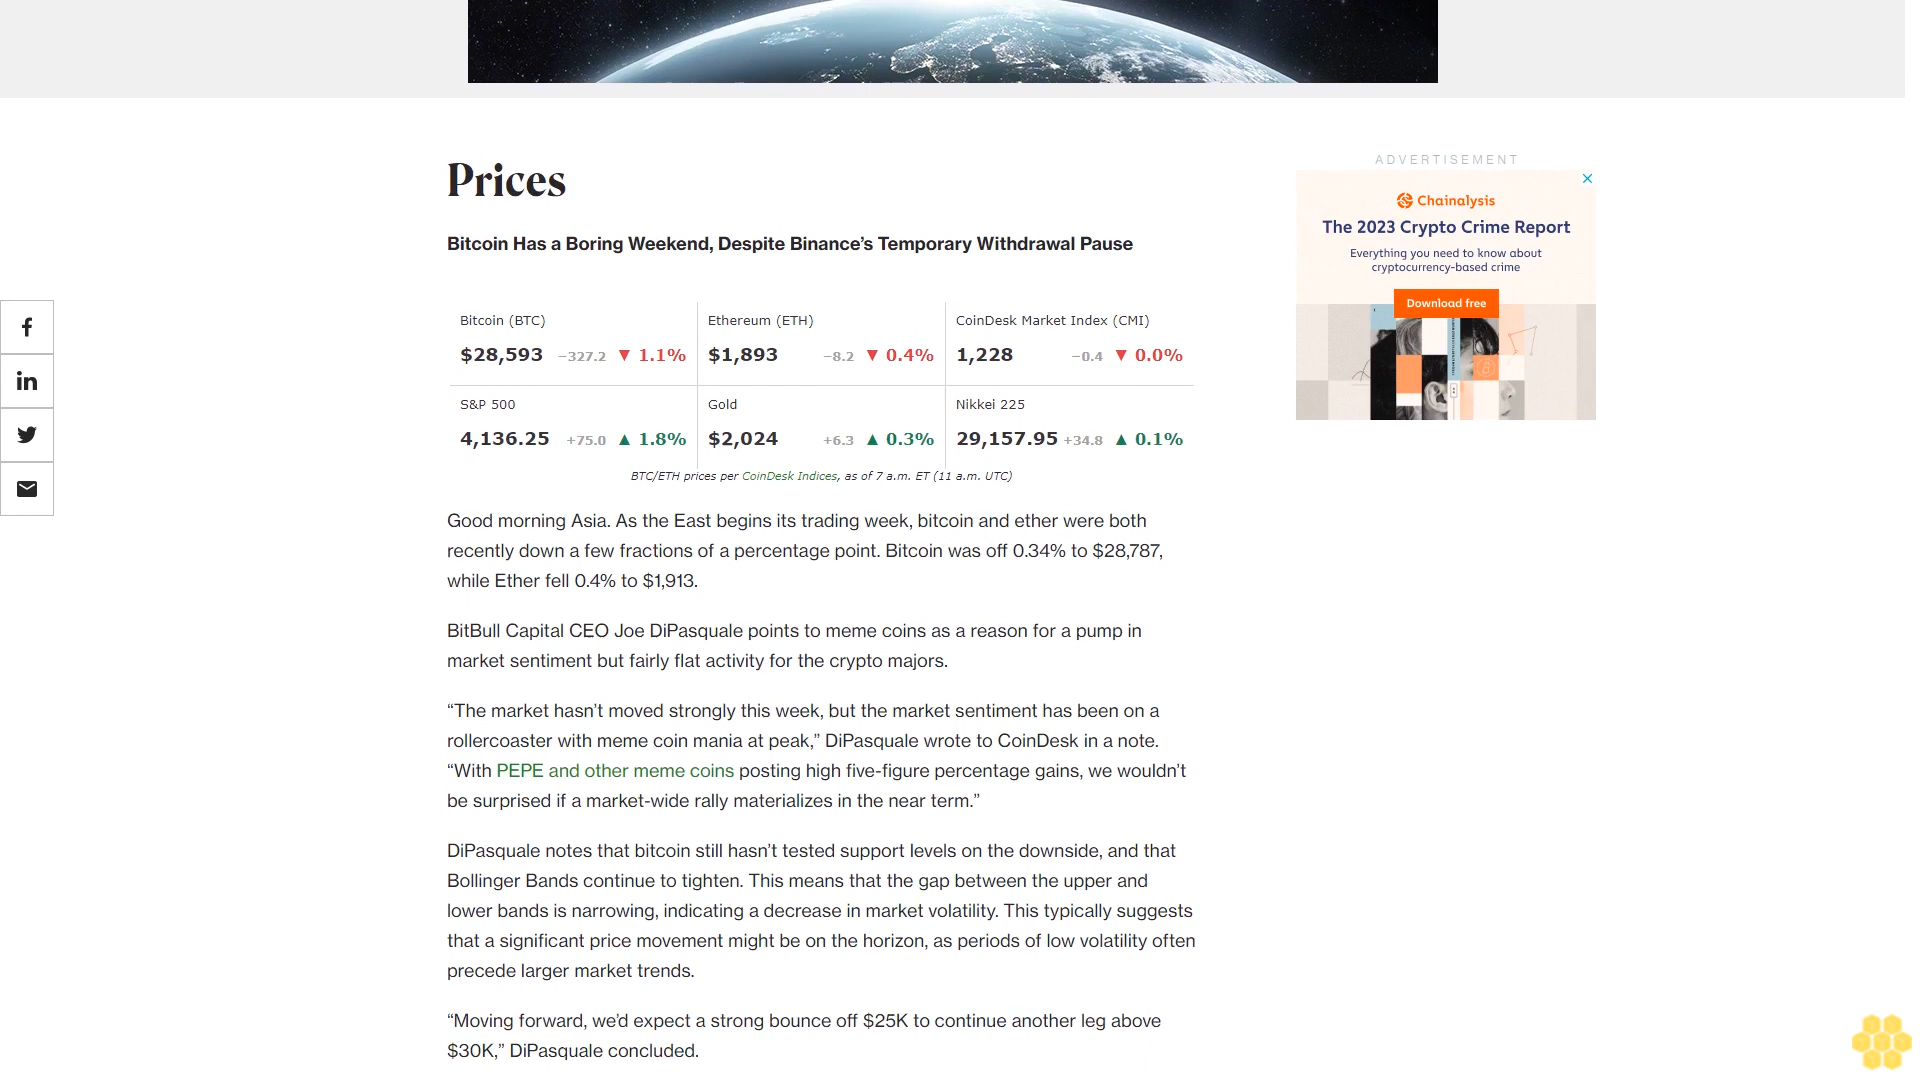 Prices
ADVERTISEMENT
Chainalysis
The 2023 Crypto Crime Report
Everything you need to know about
cryptocurrency-based crime
Download free
Bitcoin Has a Boring Weekend, Despite Binance’s Temporary Withdrawal Pause
Bitcoin (BTC) Ethereum (ETH) CoinDesk Market Index (CMI)
$28,593 −327.2 ▼ 1.1% $1,893 −8.2 ▼ 0.4% 1,228 −0.4 ▼ 0.0%
S&P 500 Gold Nikkei 225
4,136.25 +75.0 ▲ 1.8% $2,024 +6.3 ▲ 0.3% 29,157.95 +34.8 ▲ 0.1%
BTC/ETH prices per CoinDesk Indices, as of 7 a.m. ET (11 a.m. UTC)
Good morning Asia. As the East begins its trading week, bitcoin and ether were both
recently down a few fractions of a percentage point. Bitcoin was off 0.34% to $28,787,
while Ether fell 0.4% to $1,913.
BitBull Capital CEO Joe DiPasquale points to meme coins as a reason for a pump in
market sentiment but fairly flat activity for the crypto majors.
“The market hasn’t moved strongly this week, but the market sentiment has been on a
rollercoaster with meme coin mania at peak,” DiPasquale wrote to CoinDesk in a note.
“With PEPE and other meme coins posting high five-figure percentage gains, we wouldn’t
be surprised if a market-wide rally materializes in the near term.”
DiPasquale notes that bitcoin still hasn’t tested support levels on the downside, and that
Bollinger Bands continue to tighten. This means that the gap between the upper and
lower bands is narrowing, indicating a decrease in market volatility. This typically suggests
that a significant price movement might be on the horizon, as periods of low volatility often
precede larger market trends.
“Moving forward, we’d expect a strong bounce off $25K to continue another leg above
$30K,” DiPasquale concluded.